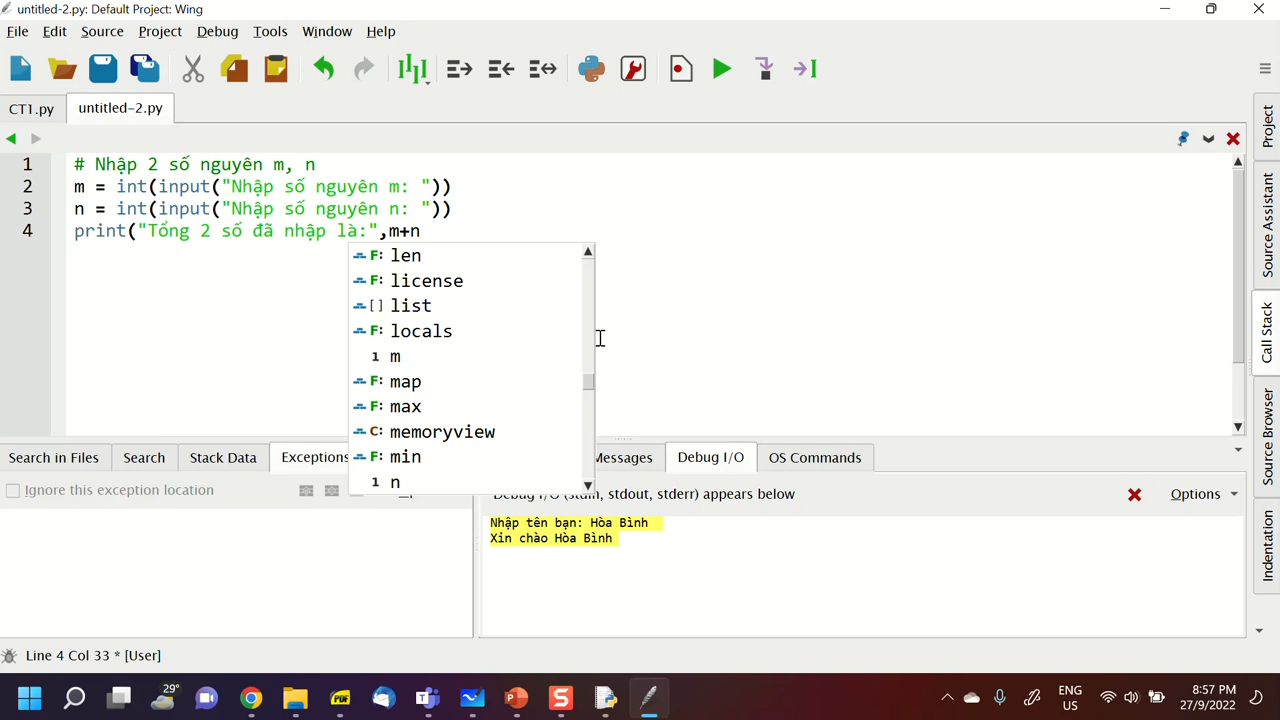 untitled-2.py: Default Project: Wing
File Edit Source Project Debug Tools Window Help
CT1.py untitled-2.py
1 # Nhập 2 số nguyên m, n
2 m = int(input("Nhập số nguyên m: "))
3 n = int(input("Nhập số nguyên n: "))
4 print("Tổng 2 số đã nhập là:",m+n
F: len
F: license
[] list
F: locals
1 m
F: map
F: max
C: memoryview
F: min
1 n
Project
Source Assistant
Call Stack
Source Browser
Indentation
Search in Files Search Stack Data Exceptions Messages Debug I/O OS Commands
Ignore this exception location
Debug I/O (stdin, stdout, stderr) appears below Options
Nhập tên bạn: Hòa Bình
Xin chào Hòa Bình
Line 4 Col 33 * [User]
29°
PDF
ENG
US
8:57 PM
27/9/2022